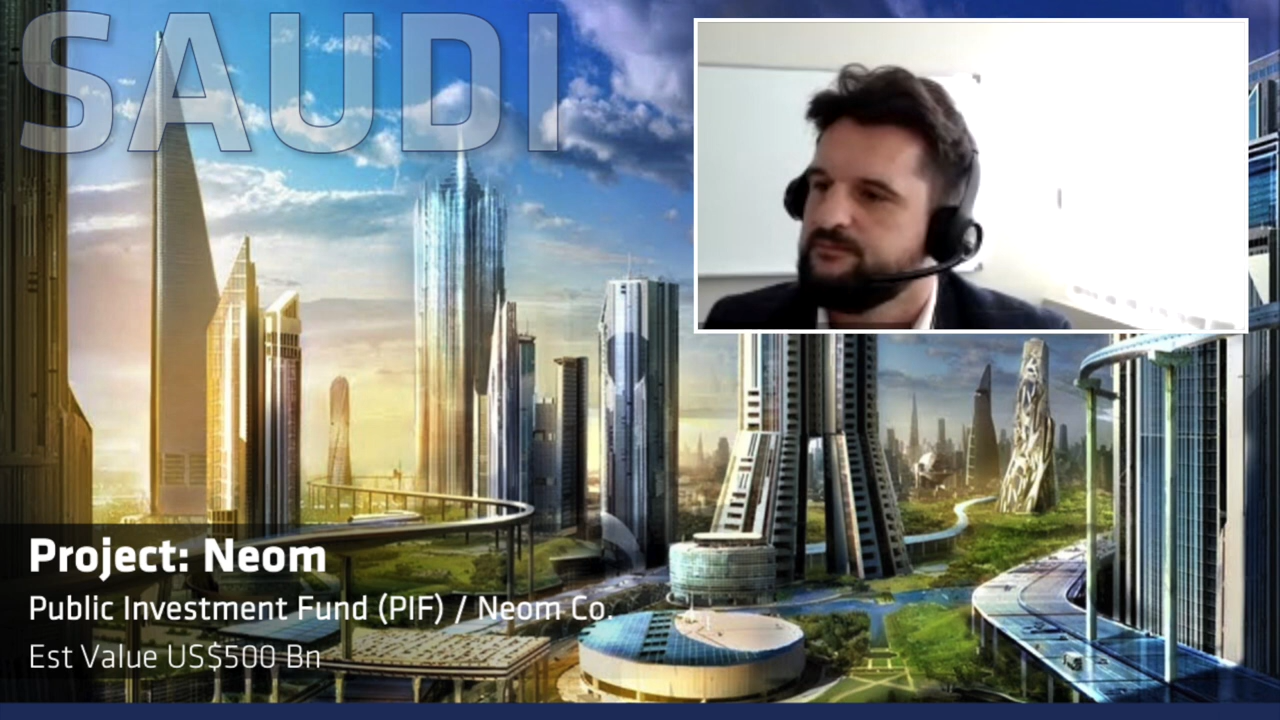 SAUDI
Project: Neom
Public Investment Fund (PIF) / Neom Co.
Est Value US$500 Bn